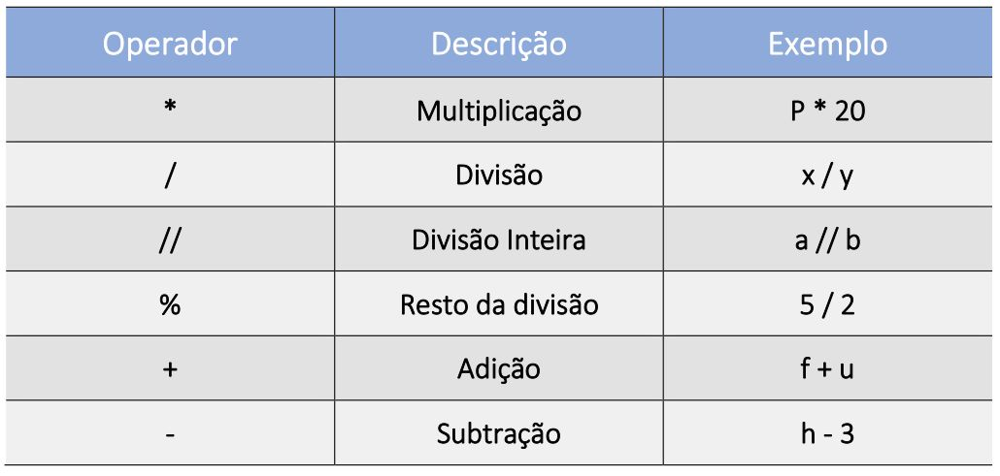 Operador Descrição Exemplo
* Multiplicação P * 20
/ Divisão x / y
// Divisão Inteira a // b
% Resto da divisão 5 / 2
+ Adição f + u
- Subtração h - 3